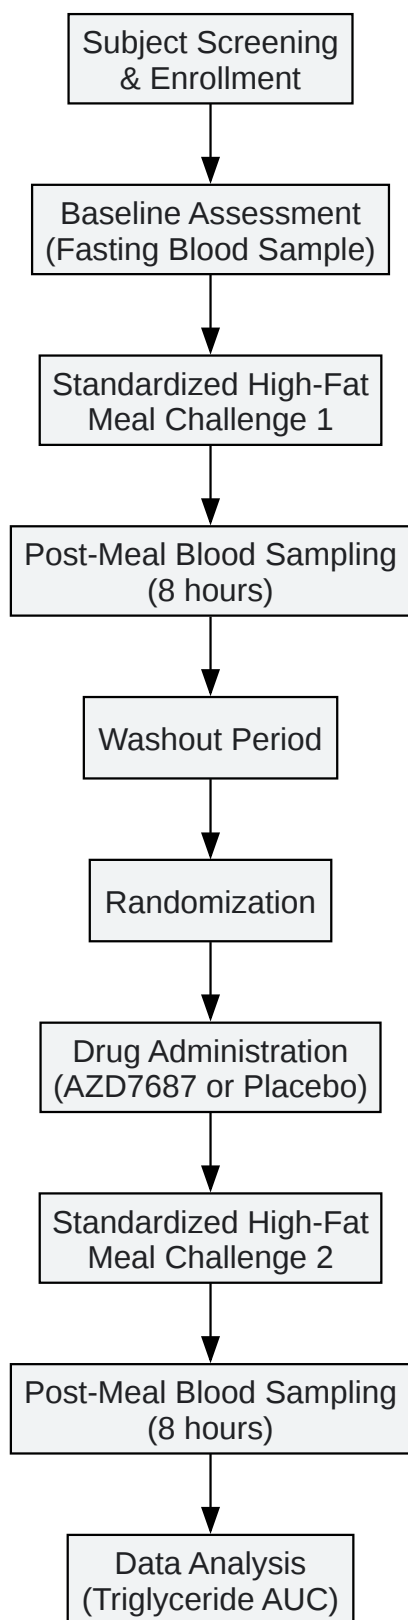 Subject Screening
& Enrollment
Baseline Assessment
(Fasting Blood Sample)
Standardized High-Fat
Meal Challenge 1
Post-Meal Blood Sampling
(8 hours)
Washout Period
Randomization
Drug Administration
(AZD7687 or Placebo)
Standardized High-Fat
Meal Challenge 2
Post-Meal Blood Sampling
(8 hours)
Data Analysis
(Triglyceride AUC)